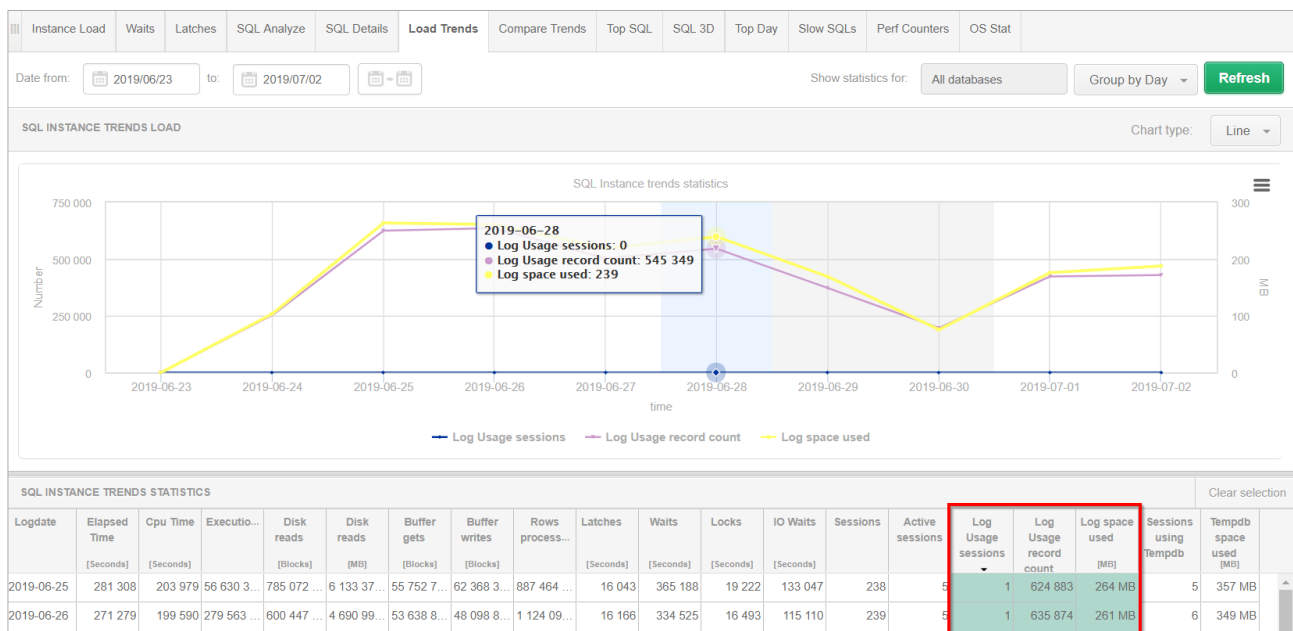 Instance Load Waits Latches SQL Analyze SQL Details Load Trends Compare Trends Top SQL SQL 3D Top Day Slow SQLs Perf Counters OS Stat
Date from: 2019/06/23 to: 2019/07/02 - Show statistics for: All databases Group by Day Refresh
SQL INSTANCE TRENDS LOAD Chart type: Line
SQL Instance trends statistics
750 000 300
2019-06-28
Log Usage sessions: 0
Log Usage record count: 545 349
Log space used: 239
500 000 200
Number MB
250 000 100
0 0
2019-06-23 2019-06-24 2019-06-25 2019-06-26 2019-06-27 2019-06-28 2019-06-29 2019-06-30 2019-07-01 2019-07-02
time
Log Usage sessions Log Usage record count Log space used
SQL INSTANCE TRENDS STATISTICS Clear selection
Logdate Elapsed Cpu Time Executio... Disk Disk Buffer Buffer Rows Latches Waits Locks IO Waits Sessions Active Log Log Log space Sessions Tempdb
Time reads reads gets writes process... sessions Usage Usage used using space
sessions record Tempdb used
[Seconds] [Seconds] [Blocks] [MB] [Blocks] [Blocks] [Seconds] [Seconds] [Seconds] [Seconds] count [MB] [MB]
2019-06-25 281 308 203 979 56 630 3... 785 072 ... 6 133 37... 55 752 7... 62 368 3... 887 464 ... 16 043 365 188 19 222 133 047 238 5 1 624 883 264 MB 5 357 MB
2019-06-26 271 279 199 590 279 563 ... 600 447 ... 4 690 99... 53 638 8... 48 098 8... 1 124 09... 16 166 334 525 16 493 115 110 239 5 1 635 874 261 MB 6 349 MB